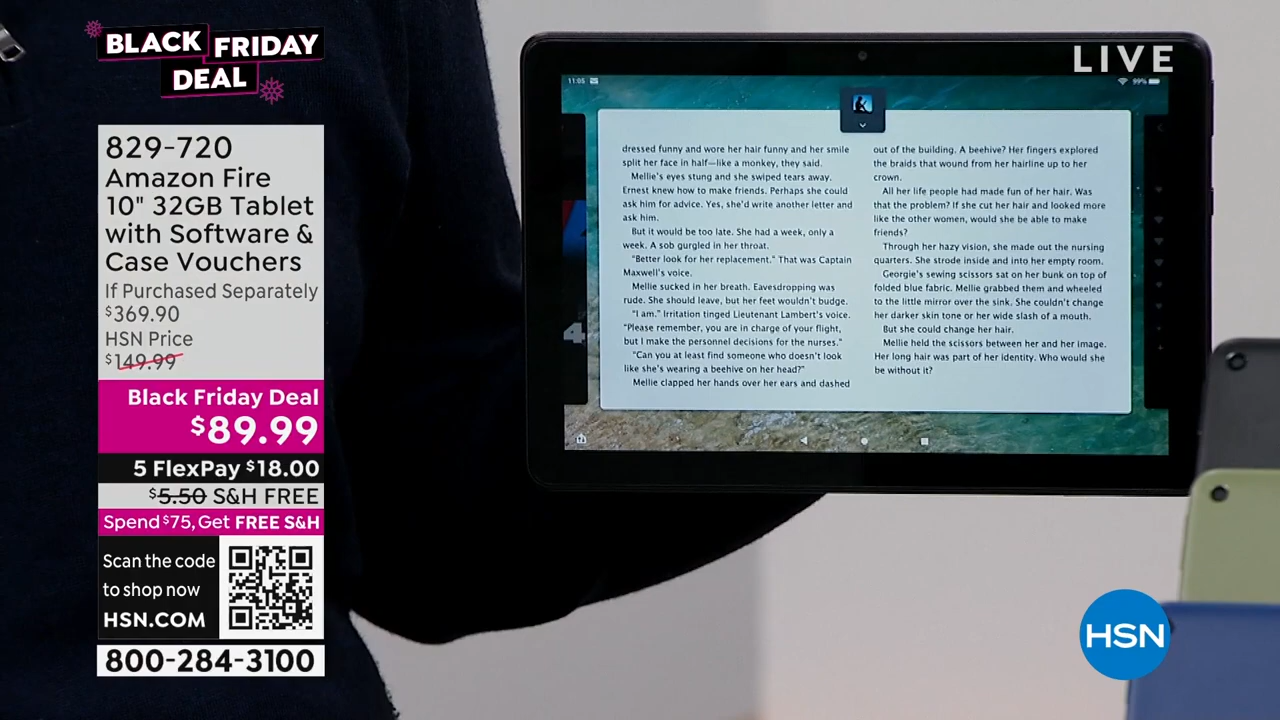 BLACK FRIDAY
DEAL
829-720
Amazon Fire
10" 32GB Tablet
with Software &
Case Vouchers
If Purchased Separately
$369.90
HSN Price
$149.99
Black Friday Deal
$89.99
5 FlexPay $18.00
$5.50 S&H FREE
Spend $75, Get FREE S&H
Scan the code
to shop now
HSN.COM
800-284-3100
LIVE
11:05
99%
dressed funny and wore her hair funny and her smile
split her face in half—like a monkey, they said.
Mellie's eyes stung and she swiped tears away.
Ernest knew how to make friends. Perhaps she could
ask him for advice. Yes, she'd write another letter and
ask him.
But it would be too late. She had a week, only a
week. A sob gurgled in her throat.
"Better look for her replacement." That was Captain
Maxwell's voice.
Mellie sucked in her breath. Eavesdropping was
rude. She should leave, but her feet wouldn't budge.
"I am." Irritation tinged Lieutenant Lambert's voice.
"Please remember, you are in charge of your flight,
but I make the personnel decisions for the nurses."
"Can you at least find someone who doesn't look
like she's wearing a beehive on her head?"
Mellie clapped her hands over her ears and dashed
out of the building. A beehive? Her fingers explored
the braids that wound from her hairline up to her
crown.
All her life people had made fun of her hair. Was
that the problem? If she cut her hair and looked more
like the other women, would she be able to make
friends?
Through her hazy vision, she made out the nursing
quarters. She strode inside and into her empty room.
Georgie's sewing scissors sat on her bunk on top of
folded blue fabric. Mellie grabbed them and wheeled
to the little mirror over the sink. She couldn't change
her darker skin tone or her wide slash of a mouth.
But she could change her hair.
Mellie held the scissors between her and her image.
Her long hair was part of her identity. Who would she
be without it?
4
HSN